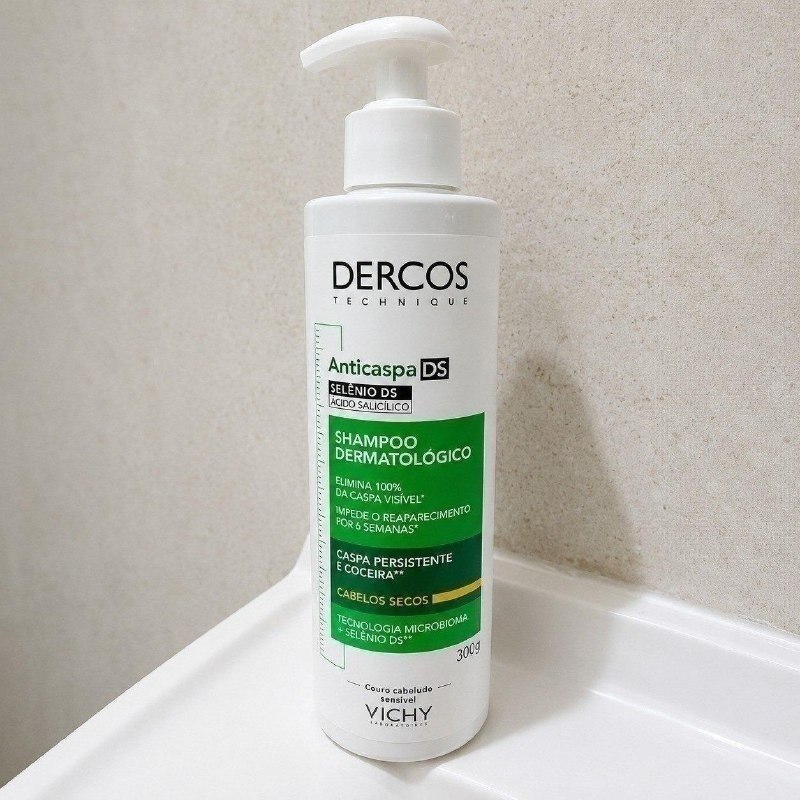 DERCOS
TECHNIQUE
Anticaspa DS
SELÊNIO DS
ÁCIDO SALICÍLICO
SHAMPOO
DERMATOLÓGICO
ELIMINA 100%
DA CASPA VISÍVEL*
IMPEDE O REAPARECIMENTO
POR 6 SEMANAS*
CASPA PERSISTENTE
E COCEIRA**
CABELOS SECOS
TECNOLOGIA MICROBIOMA
+ SELÊNIO DS**
300g
Couro cabeludo
sensível
VICHY
LABORATOIRES